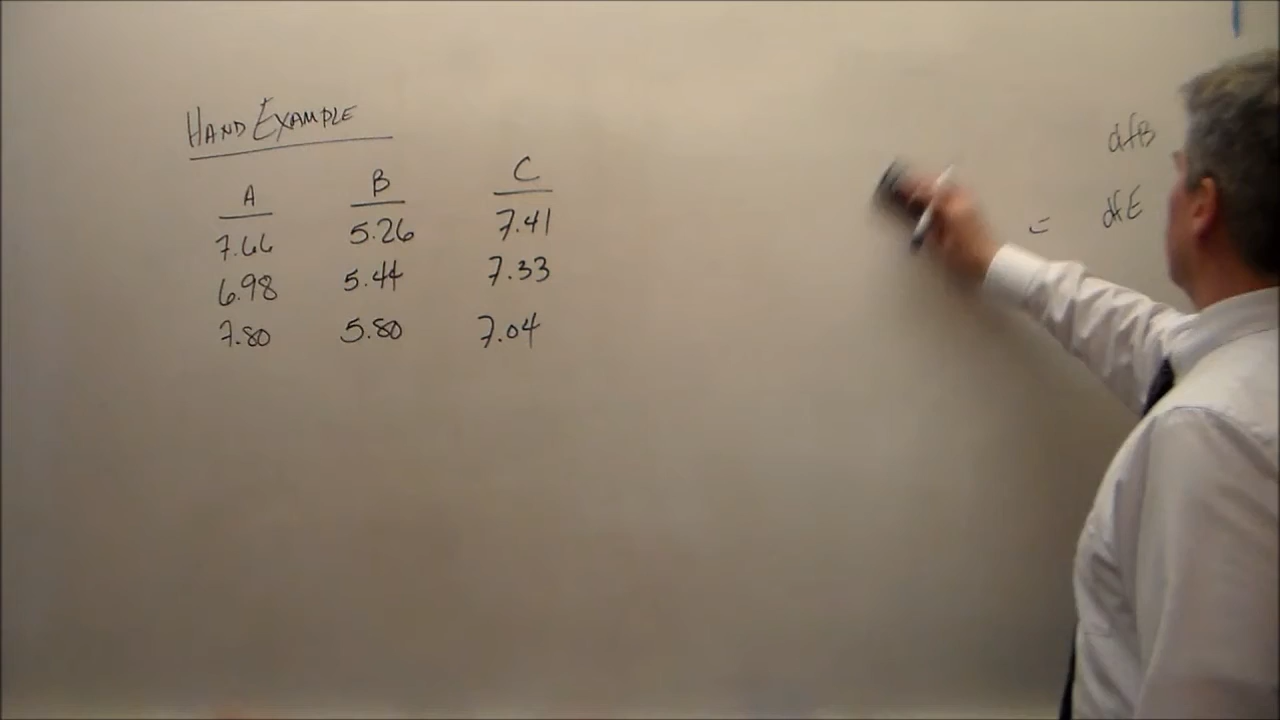 HAND EXAMPLE
A B C
7.66 5.26 7.41
6.98 5.44 7.33
7.80 5.80 7.04
dfB
= dfE